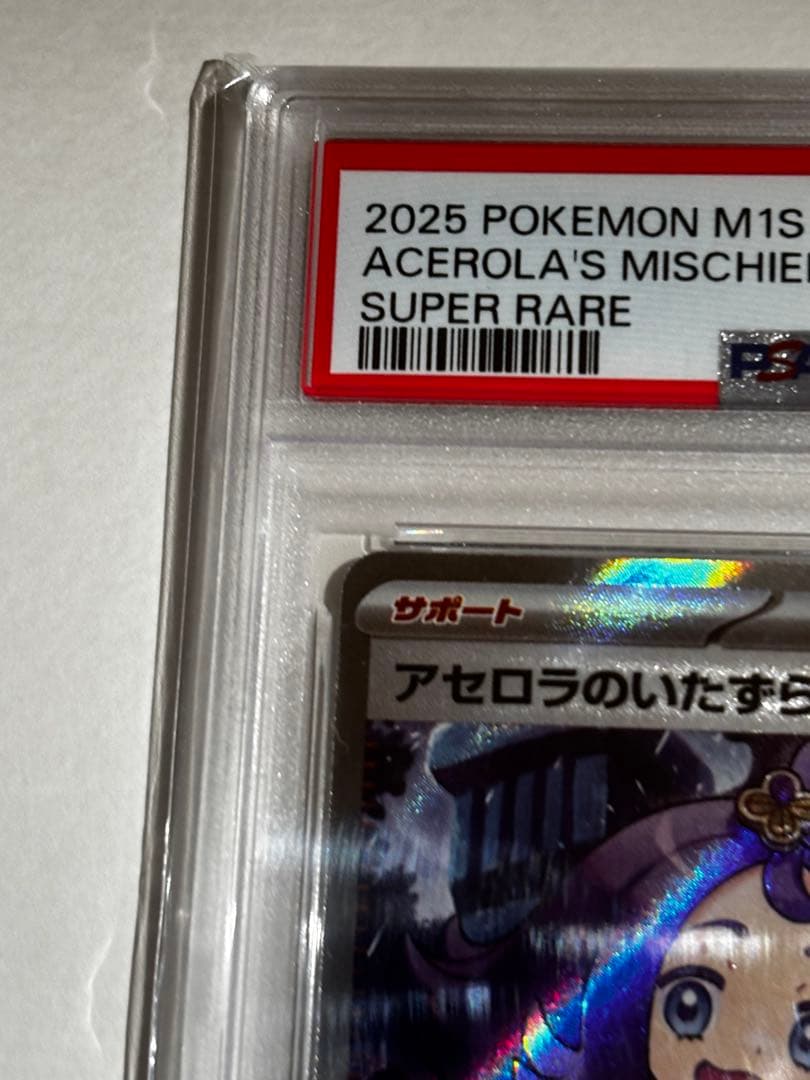 2025 POKEMON M1S
ACEROLA'S MISCHIEF
SUPER RARE
PSA
サポート
アセロラのいたずら